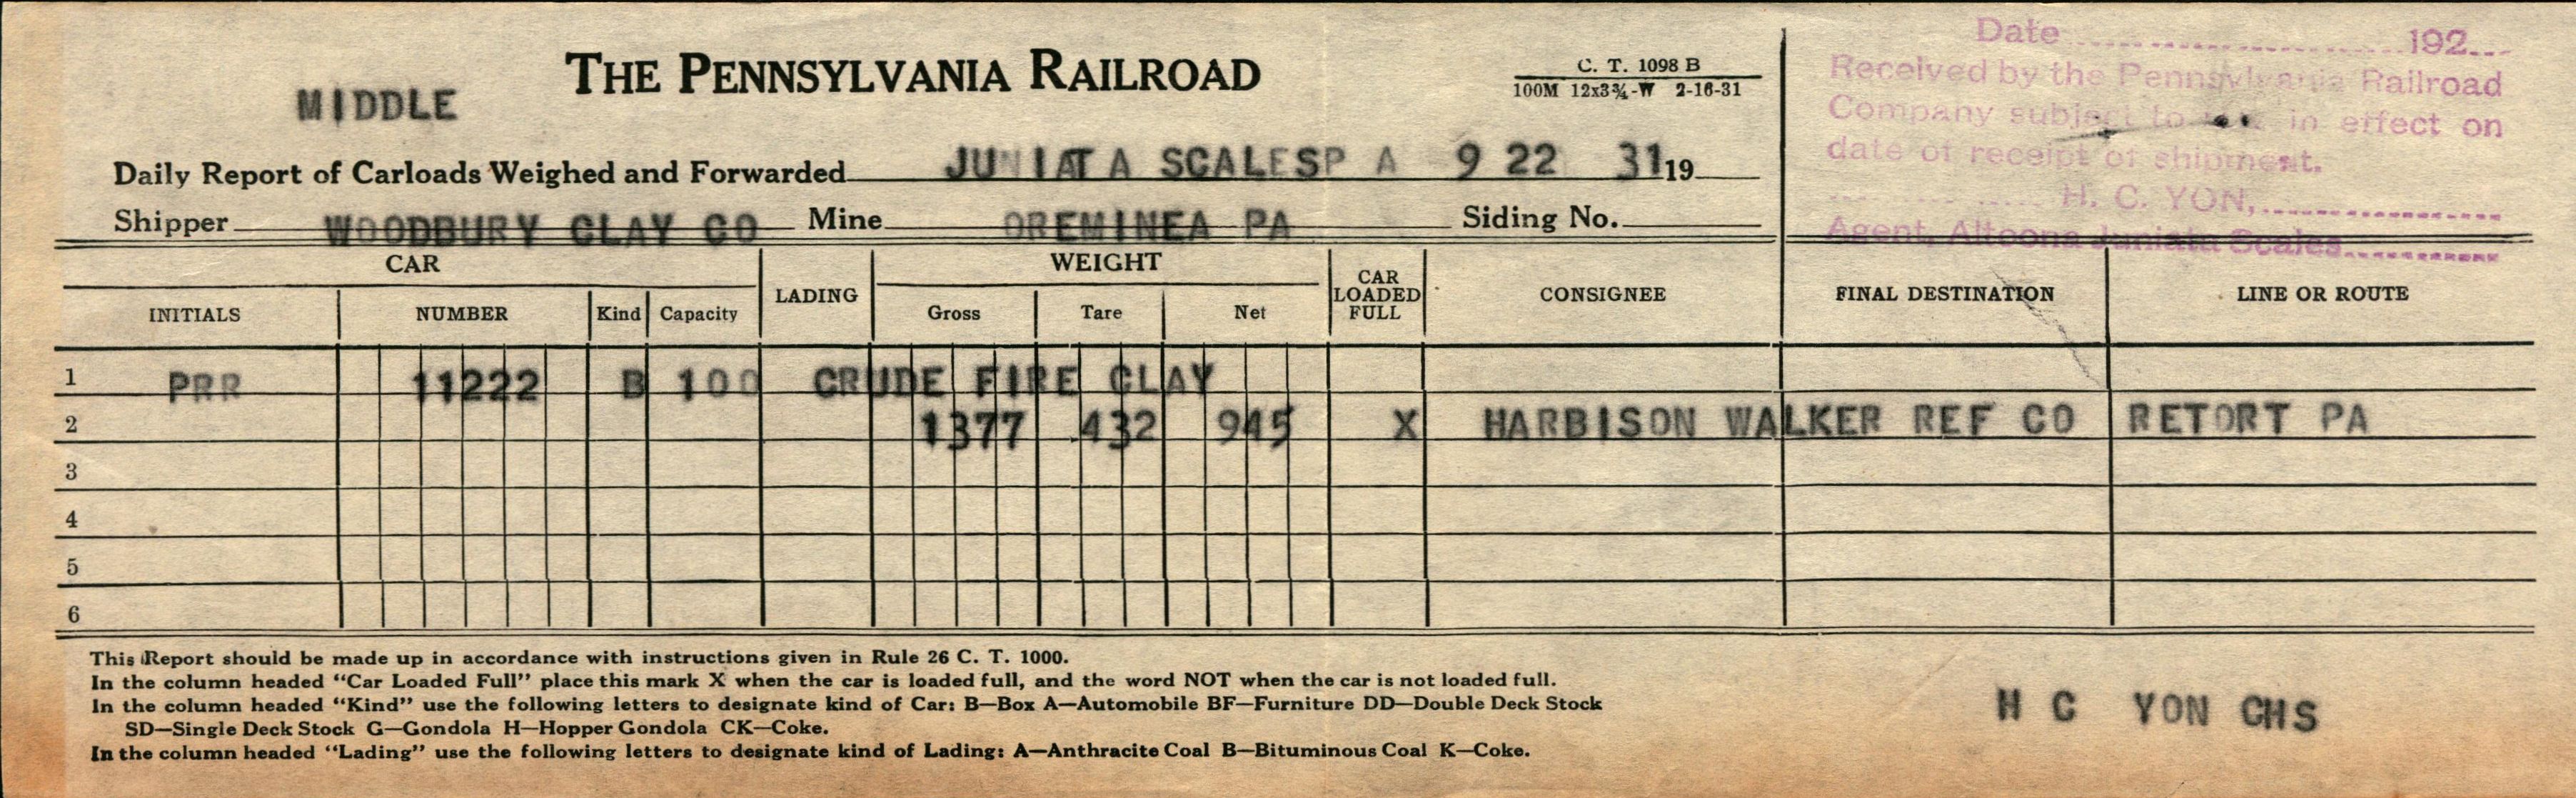 THE PENNSYLVANIA RAILROAD
C. T. 1098 B
100M 12x3¾-W 2-16-31
MIDDLE
Date 192
Received by the Pennsylvania Railroad
Company subject to in effect on
date of receipt of shipment.
H. C. YON,
Agent, Altoona Juniata Scales
Daily Report of Carloads Weighed and Forwarded JUNIATA SCALESP A 9 22 31 19
Shipper WOODBURY CLAY CO Mine OREMINEA PA Siding No.
CAR LADING WEIGHT CAR LOADED FULL CONSIGNEE FINAL DESTINATION LINE OR ROUTE
INITIALS NUMBER Kind Capacity Gross Tare Net
1 PRR 11222 B 100 CRUDE FIRE CLAY
2 1377 432 945 X HARBISON WALKER REF CO RETORT PA
3
4
5
6
This Report should be made up in accordance with instructions given in Rule 26 C. T. 1000.
In the column headed "Car Loaded Full" place this mark X when the car is loaded full, and the word NOT when the car is not loaded full.
In the column headed "Kind" use the following letters to designate kind of Car: B—Box A—Automobile BF—Furniture DD—Double Deck Stock
SD—Single Deck Stock G—Gondola H—Hopper Gondola CK—Coke.
In the column headed "Lading" use the following letters to designate kind of Lading: A—Anthracite Coal B—Bituminous Coal K—Coke.
H C YON CHS